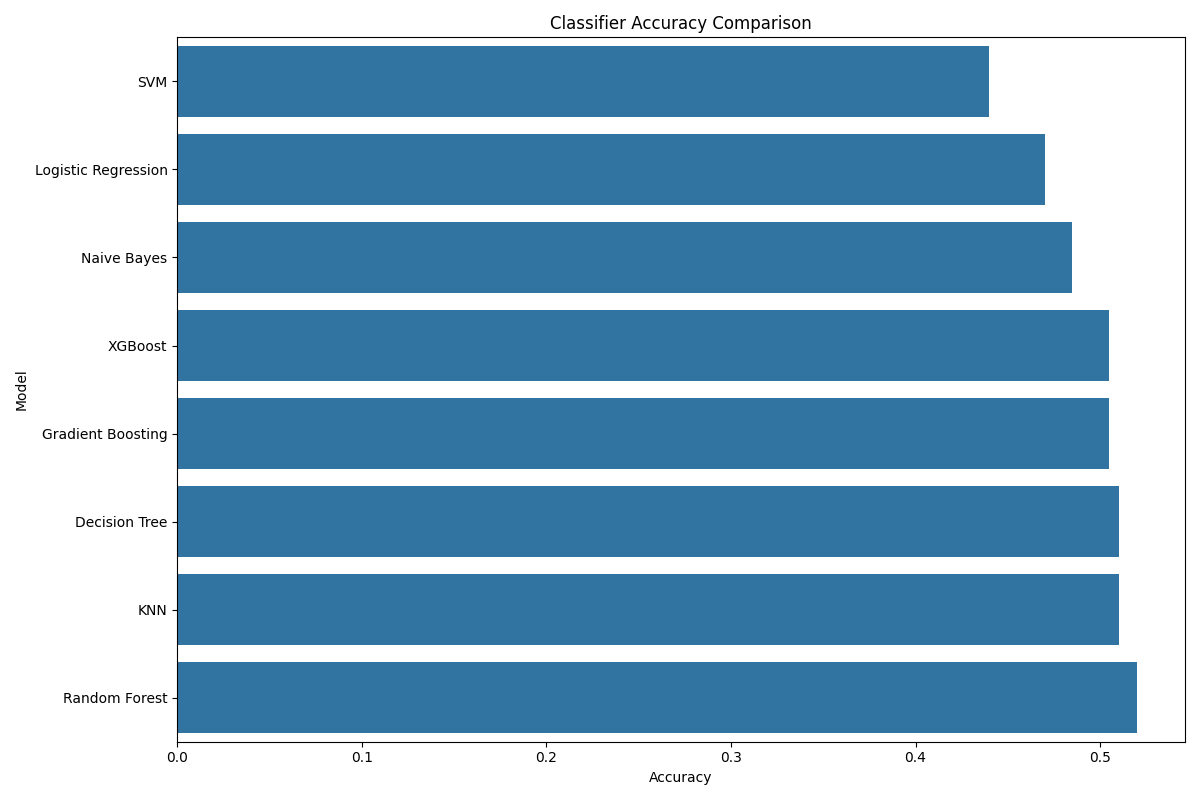 Classifier Accuracy Comparison
Model
SVM
Logistic Regression
Naive Bayes
XGBoost
Gradient Boosting
Decision Tree
KNN
Random Forest
0.0 0.1 0.2 0.3 0.4 0.5
Accuracy